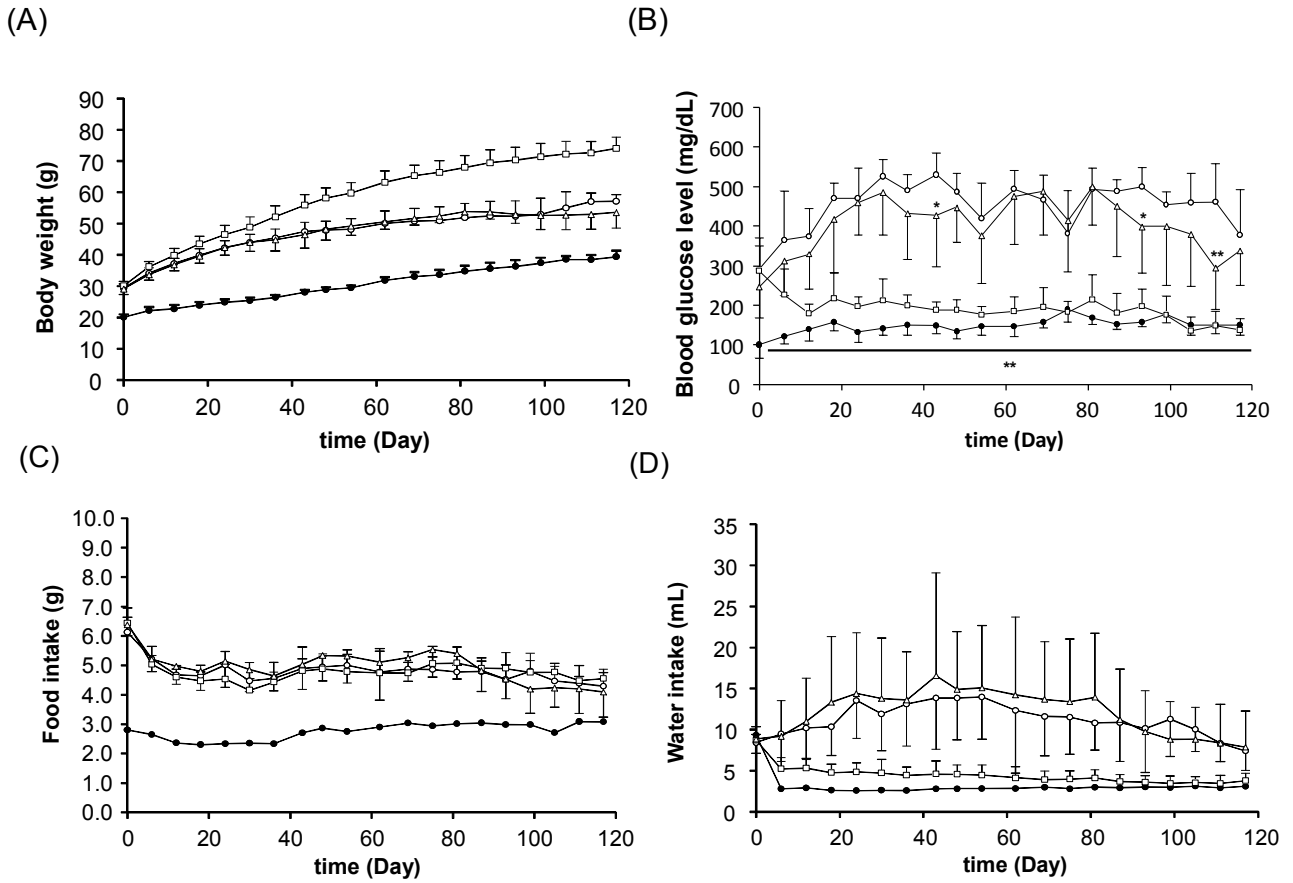 (A)
Body weight (g)
90
80
70
60
50
40
30
20
10
0
0 20 40 60 80 100 120
time (Day)
(B)
Blood glucose level (mg/dL)
700
600
500
400
300
200
100
0
*
*
**
**
0 20 40 60 80 100 120
time (Day)
(C)
Food intake (g)
10.0
9.0
8.0
7.0
6.0
5.0
4.0
3.0
2.0
1.0
0.0
0 20 40 60 80 100 120
time (Day)
(D)
Water intake (mL)
35
30
25
20
15
10
5
0
0 20 40 60 80 100 120
time (Day)